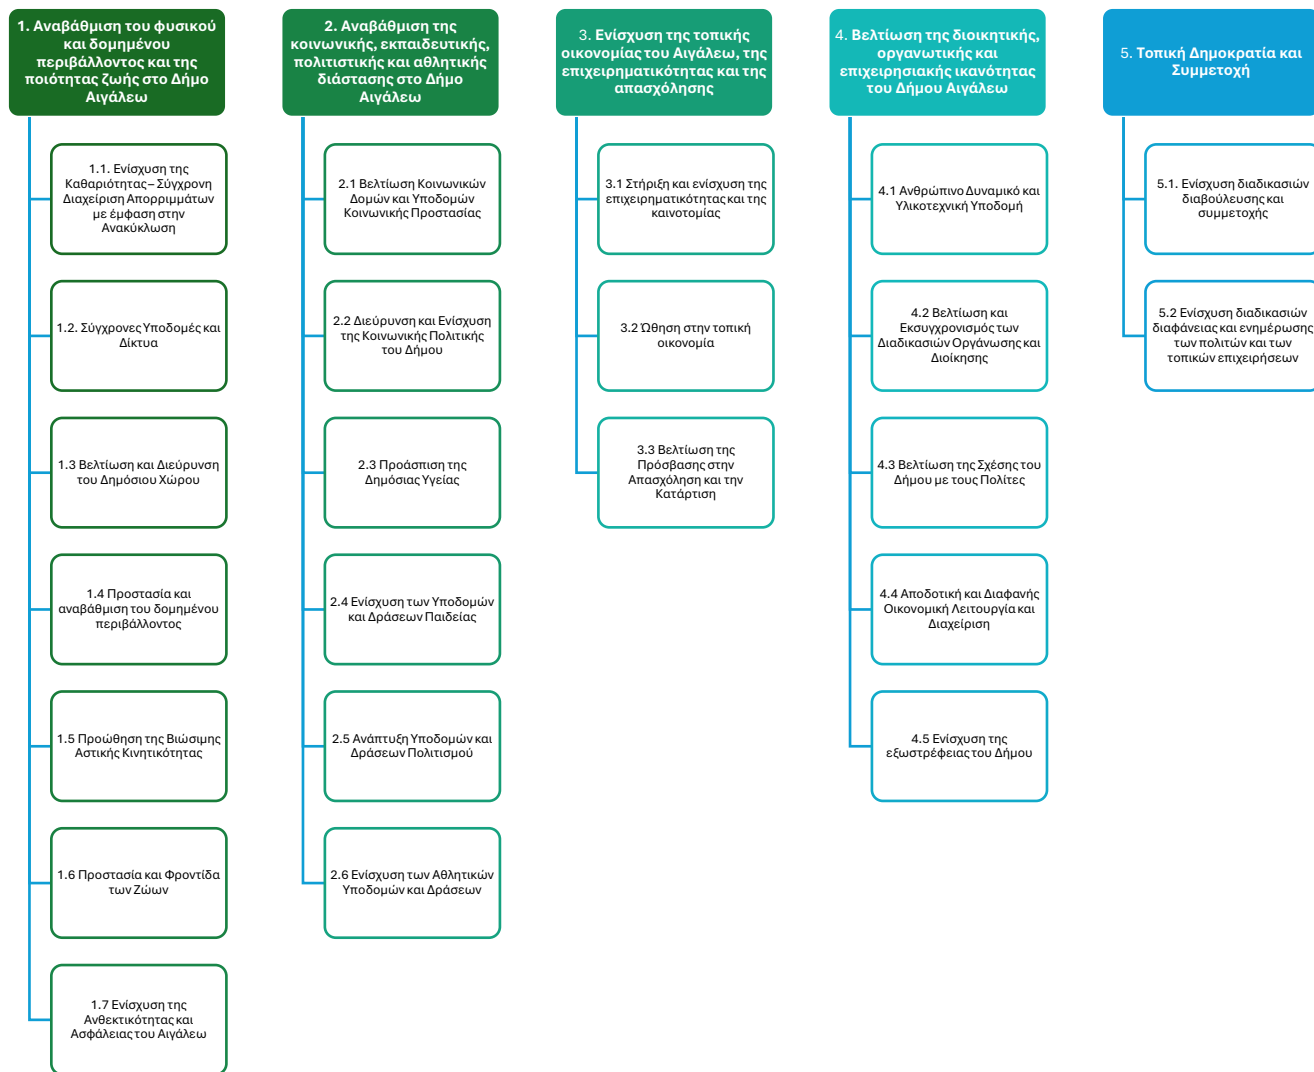 1. Αναβάθμιση του φυσικού
και δομημένου
περιβάλλοντος και της
ποιότητας ζωής στο Δήμο
Αιγάλεω
1.1. Ενίσχυση της
Καθαριότητας – Σύγχρονη
Διαχείριση Απορριμμάτων
με έμφαση στην
Ανακύκλωση
1.2. Σύγχρονες Υποδομές και
Δίκτυα
1.3 Βελτίωση και Διεύρυνση
του Δημόσιου Χώρου
1.4 Προστασία και
αναβάθμιση του δομημένου
περιβάλλοντος
1.5 Προώθηση της Βιώσιμης
Αστικής Κινητικότητας
1.6 Προστασία και Φροντίδα
των Ζώων
1.7 Ενίσχυση της
Ανθεκτικότητας και
Ασφάλειας του Αιγάλεω
2. Αναβάθμιση της
κοινωνικής, εκπαιδευτικής,
πολιτιστικής και αθλητικής
διάστασης στο Δήμο
Αιγάλεω
2.1 Βελτίωση Κοινωνικών
Δομών και Υποδομών
Κοινωνικής Προστασίας
2.2 Διεύρυνση και Ενίσχυση
της Κοινωνικής Πολιτικής
του Δήμου
2.3 Προάσπιση της
Δημόσιας Υγείας
2.4 Ενίσχυση των Υποδομών
και Δράσεων Παιδείας
2.5 Ανάπτυξη Υποδομών και
Δράσεων Πολιτισμού
2.6 Ενίσχυση των Αθλητικών
Υποδομών και Δράσεων
3. Ενίσχυση της τοπικής
οικονομίας του Αιγάλεω, της
επιχειρηματικότητας και της
απασχόλησης
3.1 Στήριξη και ενίσχυση της
επιχειρηματικότητας και της
καινοτομίας
3.2 Ώθηση στην τοπική
οικονομία
3.3 Βελτίωση της
Πρόσβασης στην
Απασχόληση και την
Κατάρτιση
4. Βελτίωση της διοικητικής,
οργανωτικής και
επιχειρησιακής ικανότητας
του Δήμου Αιγάλεω
4.1 Ανθρώπινο Δυναμικό και
Υλικοτεχνική Υποδομή
4.2 Βελτίωση και
Εκσυγχρονισμός των
Διαδικασιών Οργάνωσης και
Διοίκησης
4.3 Βελτίωση της Σχέσης του
Δήμου με τους Πολίτες
4.4 Αποδοτική και Διαφανής
Οικονομική Λειτουργία και
Διαχείριση
4.5 Ενίσχυση της
εξωστρέφειας του Δήμου
5. Τοπική Δημοκρατία και
Συμμετοχή
5.1. Ενίσχυση διαδικασιών
διαβούλευσης και
συμμετοχής
5.2 Ενίσχυση διαδικασιών
διαφάνειας και ενημέρωσης
των πολιτών και των
τοπικών επιχειρήσεων